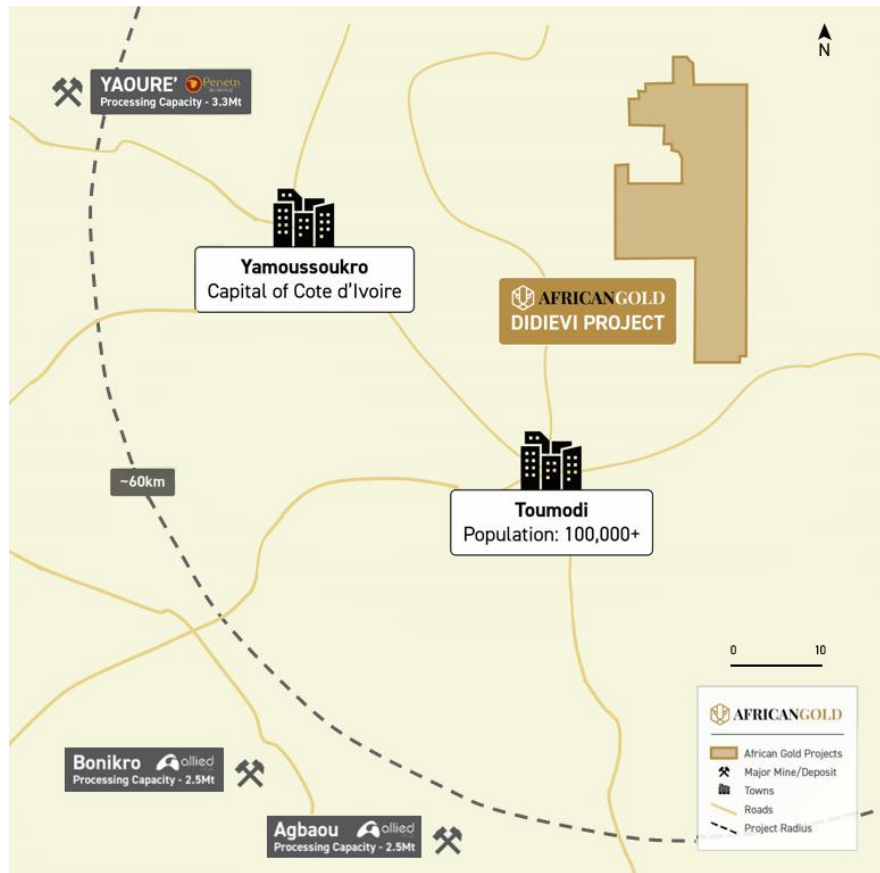 N
YAOURE' Perseus
Processing Capacity - 3.3Mt
Yamoussoukro
Capital of Cote d'Ivoire
AFRICANGOLD
DIDIEVI PROJECT
~60km
Toumodi
Population: 100,000+
0 10
Bonikro allied
Processing Capacity - 2.5Mt
Agbaou allied
Processing Capacity - 2.5Mt
AFRICANGOLD
African Gold Projects
Major Mine/Deposit
Towns
Roads
Project Radius